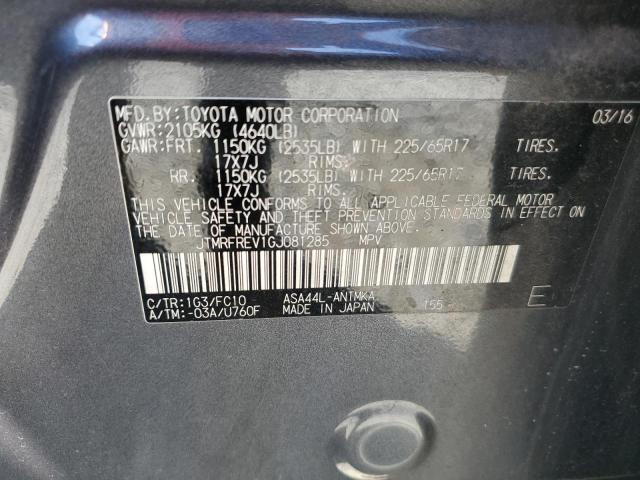 MFD.BY:TOYOTA MOTOR CORPORATION 03/16
GVWR:2105KG (4640LB)
GAWR:FRT. 1150KG (2535LB) WITH 225/65R17 TIRES.
17X7J RIMS.
RR. 1150KG (2535LB) WITH 225/65R17 TIRES.
17X7J RIMS.
THIS VEHICLE CONFORMS TO ALL APPLICABLE FEDERAL MOTOR
VEHICLE SAFETY AND THEFT PREVENTION STANDARDS IN EFFECT ON
THE DATE OF MANUFACTURE SHOWN ABOVE.
JTMRFREV1GJ081285 MPV
C/TR:1G3/FC10 ASA44L-ANTMKA
A/TM:-03A/U760F MADE IN JAPAN 155